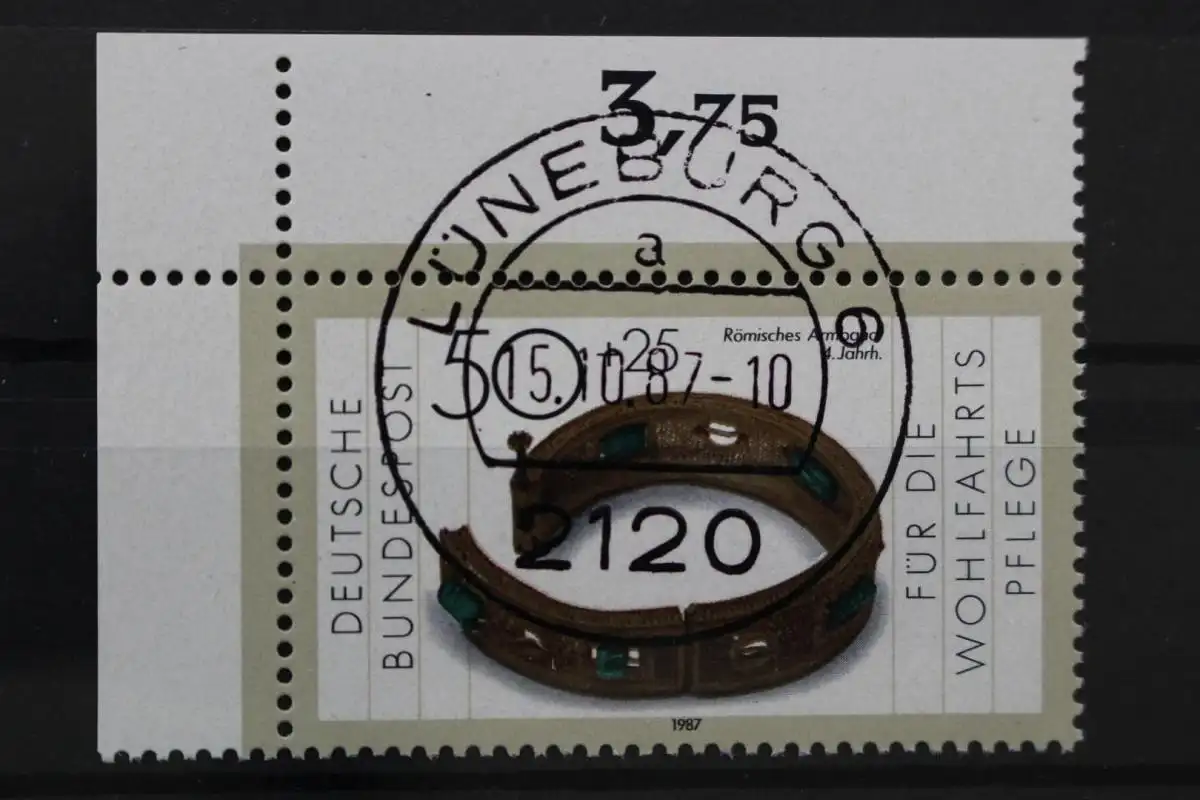 3,75
LÜNEBURG 6
a
50 +25
Römisches Armband
4. Jahrh.
15.10.87-10
2120
DEUTSCHE
BUNDESPOST
FÜR DIE
WOHLFAHRTS
PFLEGE
1987